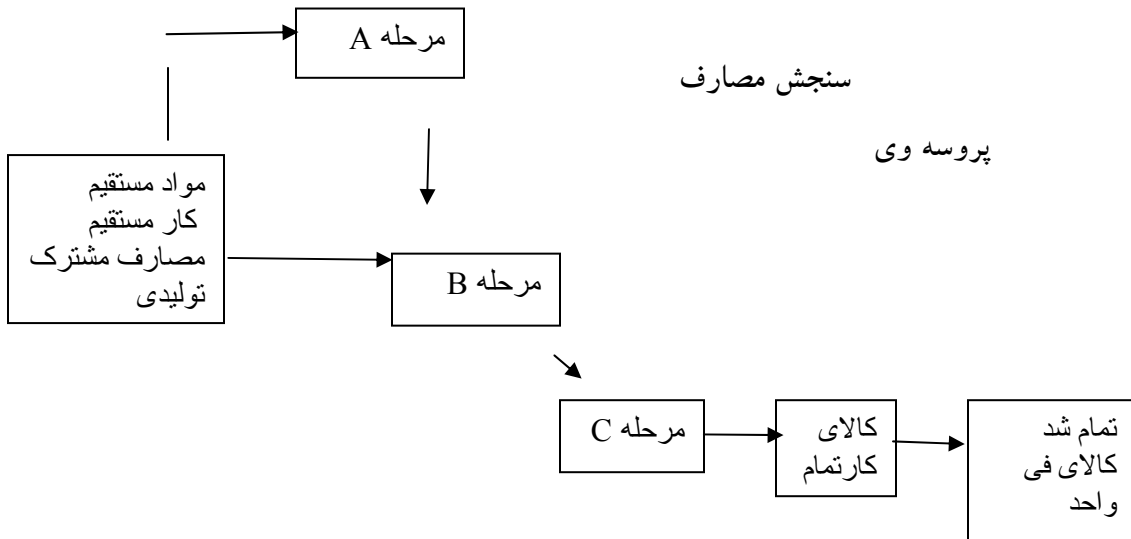 مرحله A
سنجش مصارف
پروسه وی
مواد مستقیم
کار مستقیم
مصارف مشترک
تولیدی
مرحله B
مرحله C
کالای
کارتمام
تمام شد
کالای فی
واحد